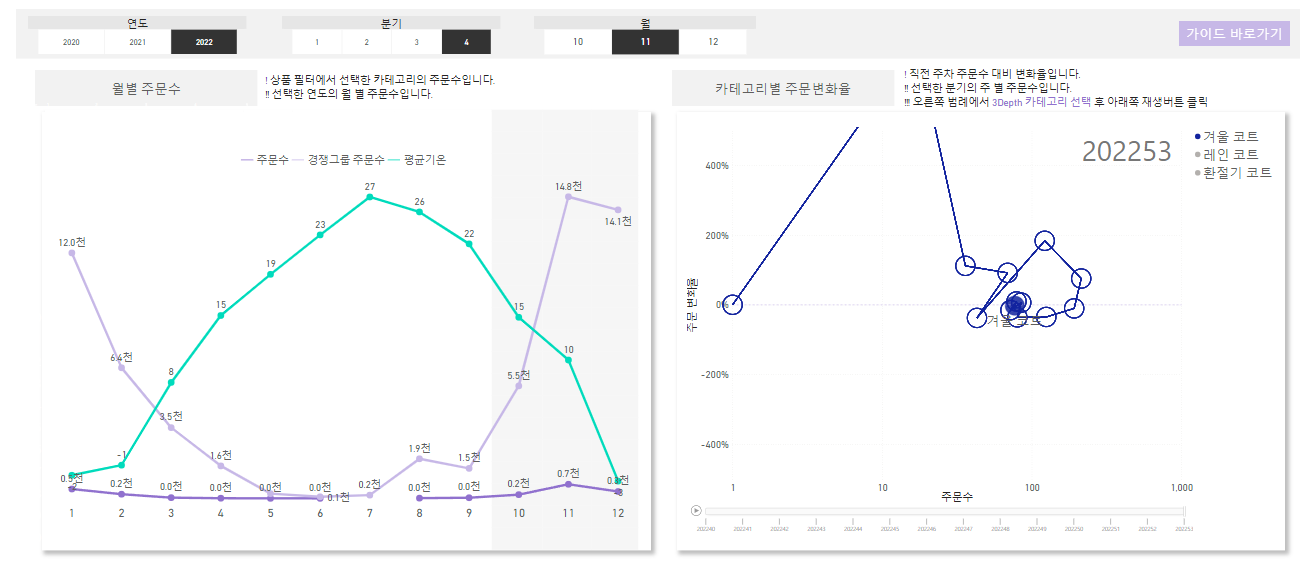 연도
분기
월
2020
2021
2022
1
2
3
4
10
11
12
가이드 바로가기
월별 주문수
! 상품 필터에서 선택한 카테고리의 주문수입니다.
!! 선택한 연도의 월 별 주문수입니다.
카테고리별 주문변화율
! 직전 주차 주문수 대비 변화율입니다.
!! 선택한 분기의 주 별 주문수입니다.
!!! 오른쪽 범례에서 3Depth 카테고리 선택 후 아래쪽 재생버튼 클릭
주문수
경쟁그룹 주문수
평균기온
12.0천
6.4천
3.5천
1.6천
0.0천
0.0천
0.2천
1.9천
1.5천
5.5천
14.8천
14.1천
-1
8
15
19
23
27
26
22
15
10
0.5천
0.2천
0.0천
0.0천
0.1천
0.0천
0.0천
0.2천
0.7천
1
2
3
4
5
6
7
8
9
10
11
12
202253
겨울 코트
레인 코트
환절기 코트
400%
200%
0%
-200%
-400%
주문 변화율
겨울 코트
1
10
100
1,000
주문수
202240
202241
202242
202243
202244
202245
202246
202247
202248
202249
202250
202251
202252
202253